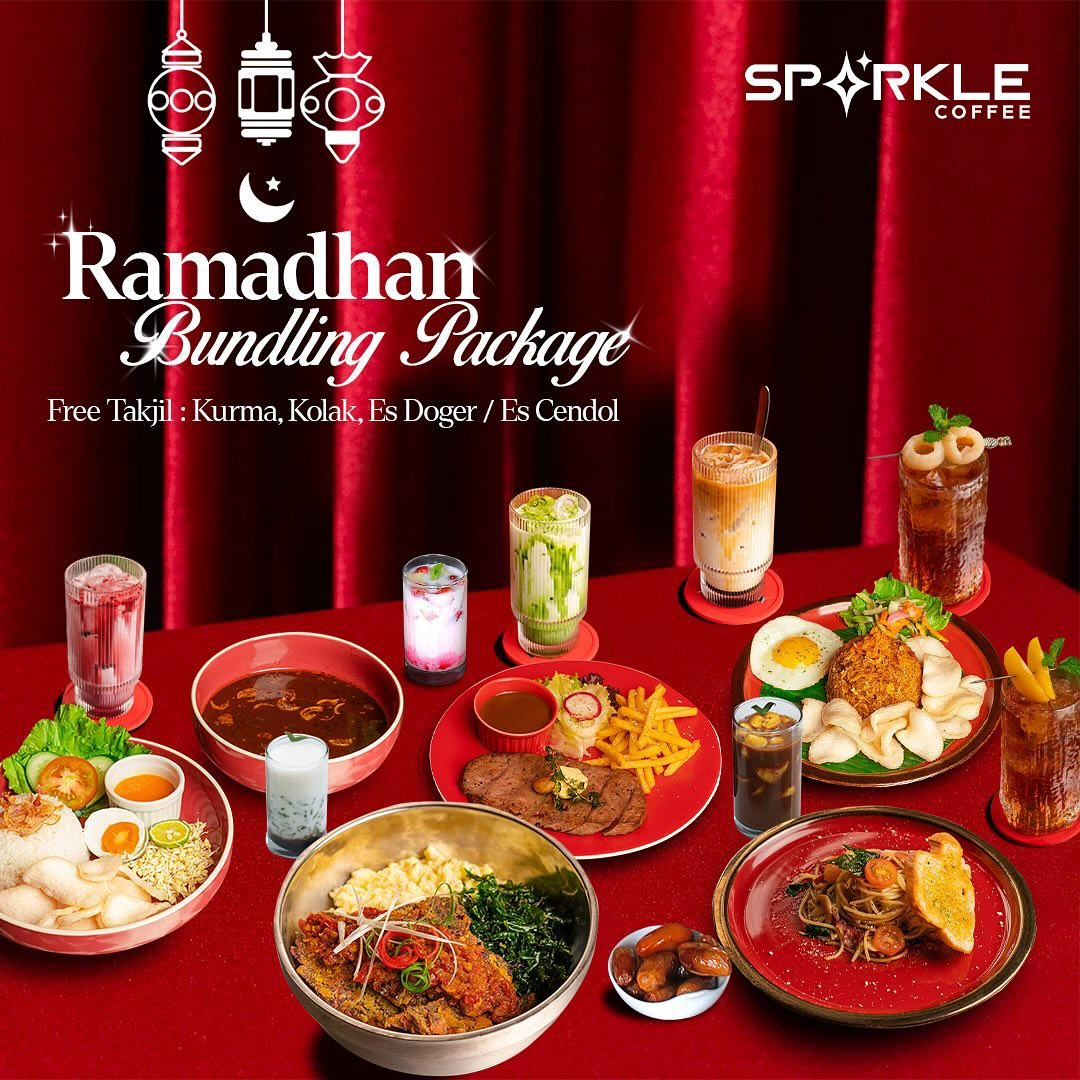 SPARKLE
COFFEE
Ramadhan
Bundling Package
Free Takjil : Kurma, Kolak, Es Doger / Es Cendol